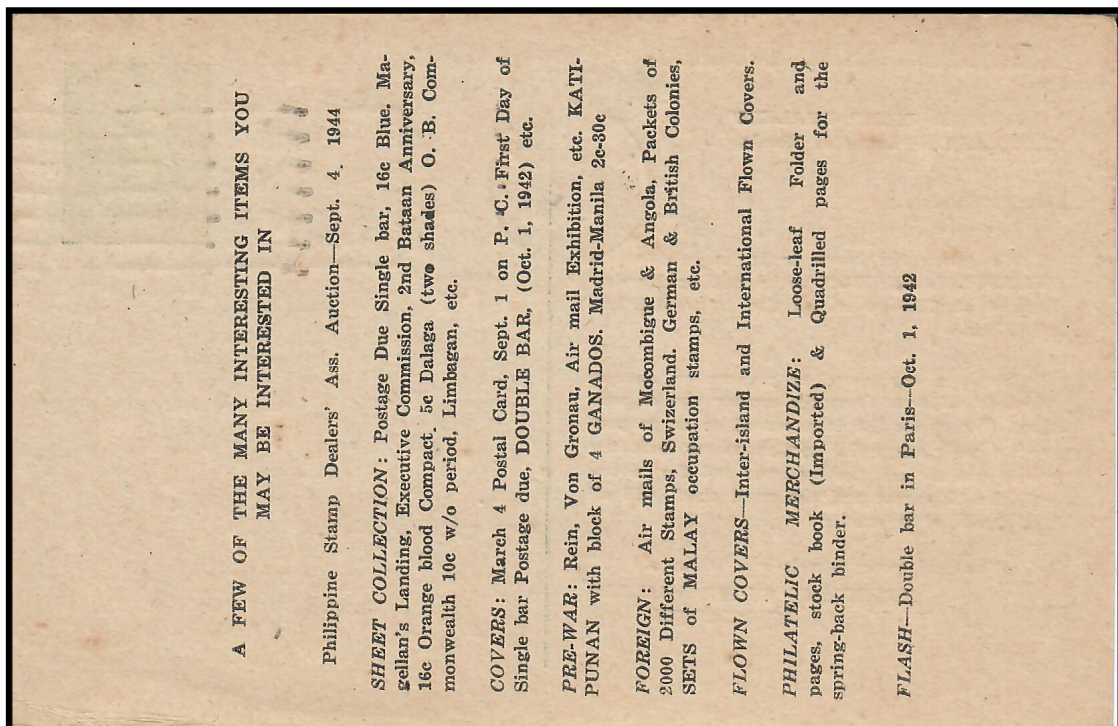 A FEW OF THE MANY INTERESTING ITEMS YOU
MAY BE INTERESTED IN
Philippine Stamp Dealers' Ass. Auction—Sept. 4. 1944
SHEET COLLECTION: Postage Due Single bar, 16c Blue. Ma-
gellan's Landing, Executive Commission, 2nd Bataan Anniversary,
16c Orange blood Compact. 5c Dalaga (two shades) O. B. Com-
monwealth 10c w/o period, Limbagan, etc.
COVERS: March 4 Postal Card, Sept. 1 on P. C. First Day of
Single bar Postage due, DOUBLE BAR, (Oct. 1, 1942) etc.
PRE-WAR: Rein, Von Gronau, Air mail Exhibition, etc. KATI-
PUNAN with block of 4 GANADOS. Madrid-Manila 2c-30c
FOREIGN: Air mails of Mocombigue & Angola, Packets of
2000 Different Stamps, Swizerland. German & British Colonies,
SETS of MALAY occupation stamps, etc.
FLOWN COVERS—Inter-island and International Flown Covers.
PHILATELIC MERCHANDIZE: Loose-leaf Folder and
pages, stock book (Imported) & Quadrilled pages for the
spring-back binder.
FLASH—Double bar in Paris—Oct. 1, 1942